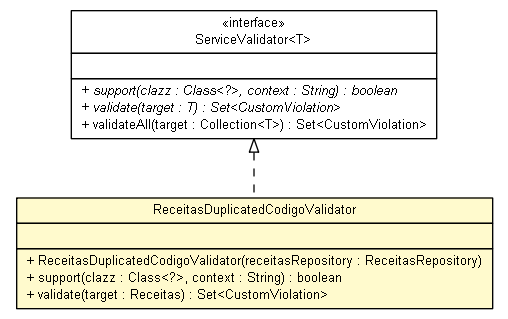 «interface»
ServiceValidator<T>
+ support(clazz : Class<?>, context : String) : boolean
+ validate(target : T) : Set<CustomViolation>
+ validateAll(target : Collection<T>) : Set<CustomViolation>
ReceitasDuplicatedCodigoValidator
+ ReceitasDuplicatedCodigoValidator(receitasRepository : ReceitasRepository)
+ support(clazz : Class<?>, context : String) : boolean
+ validate(target : Receitas) : Set<CustomViolation>